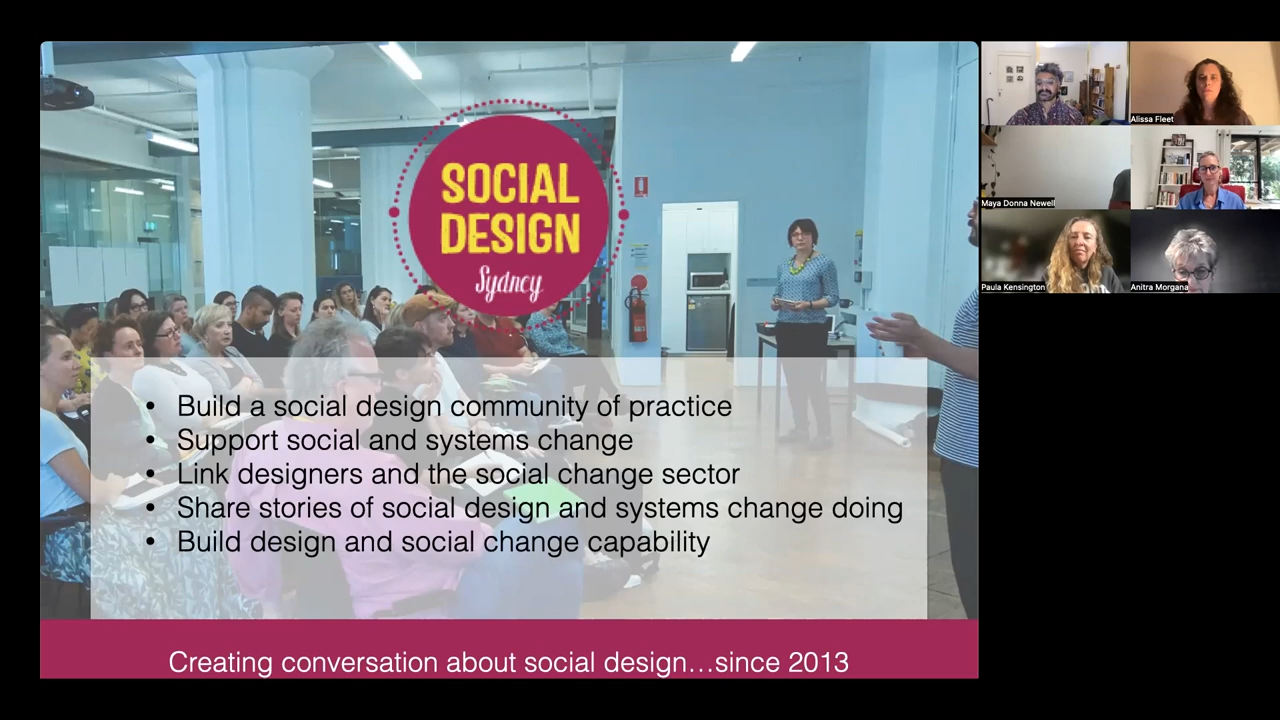 SOCIAL
DESIGN
Sydney
• Build a social design community of practice
• Support social and systems change
• Link designers and the social change sector
• Share stories of social design and systems change doing
• Build design and social change capability
Creating conversation about social design…since 2013
Alissa Fleet
Maya Donna Newell
Paula Kensington
Anitra Morgana